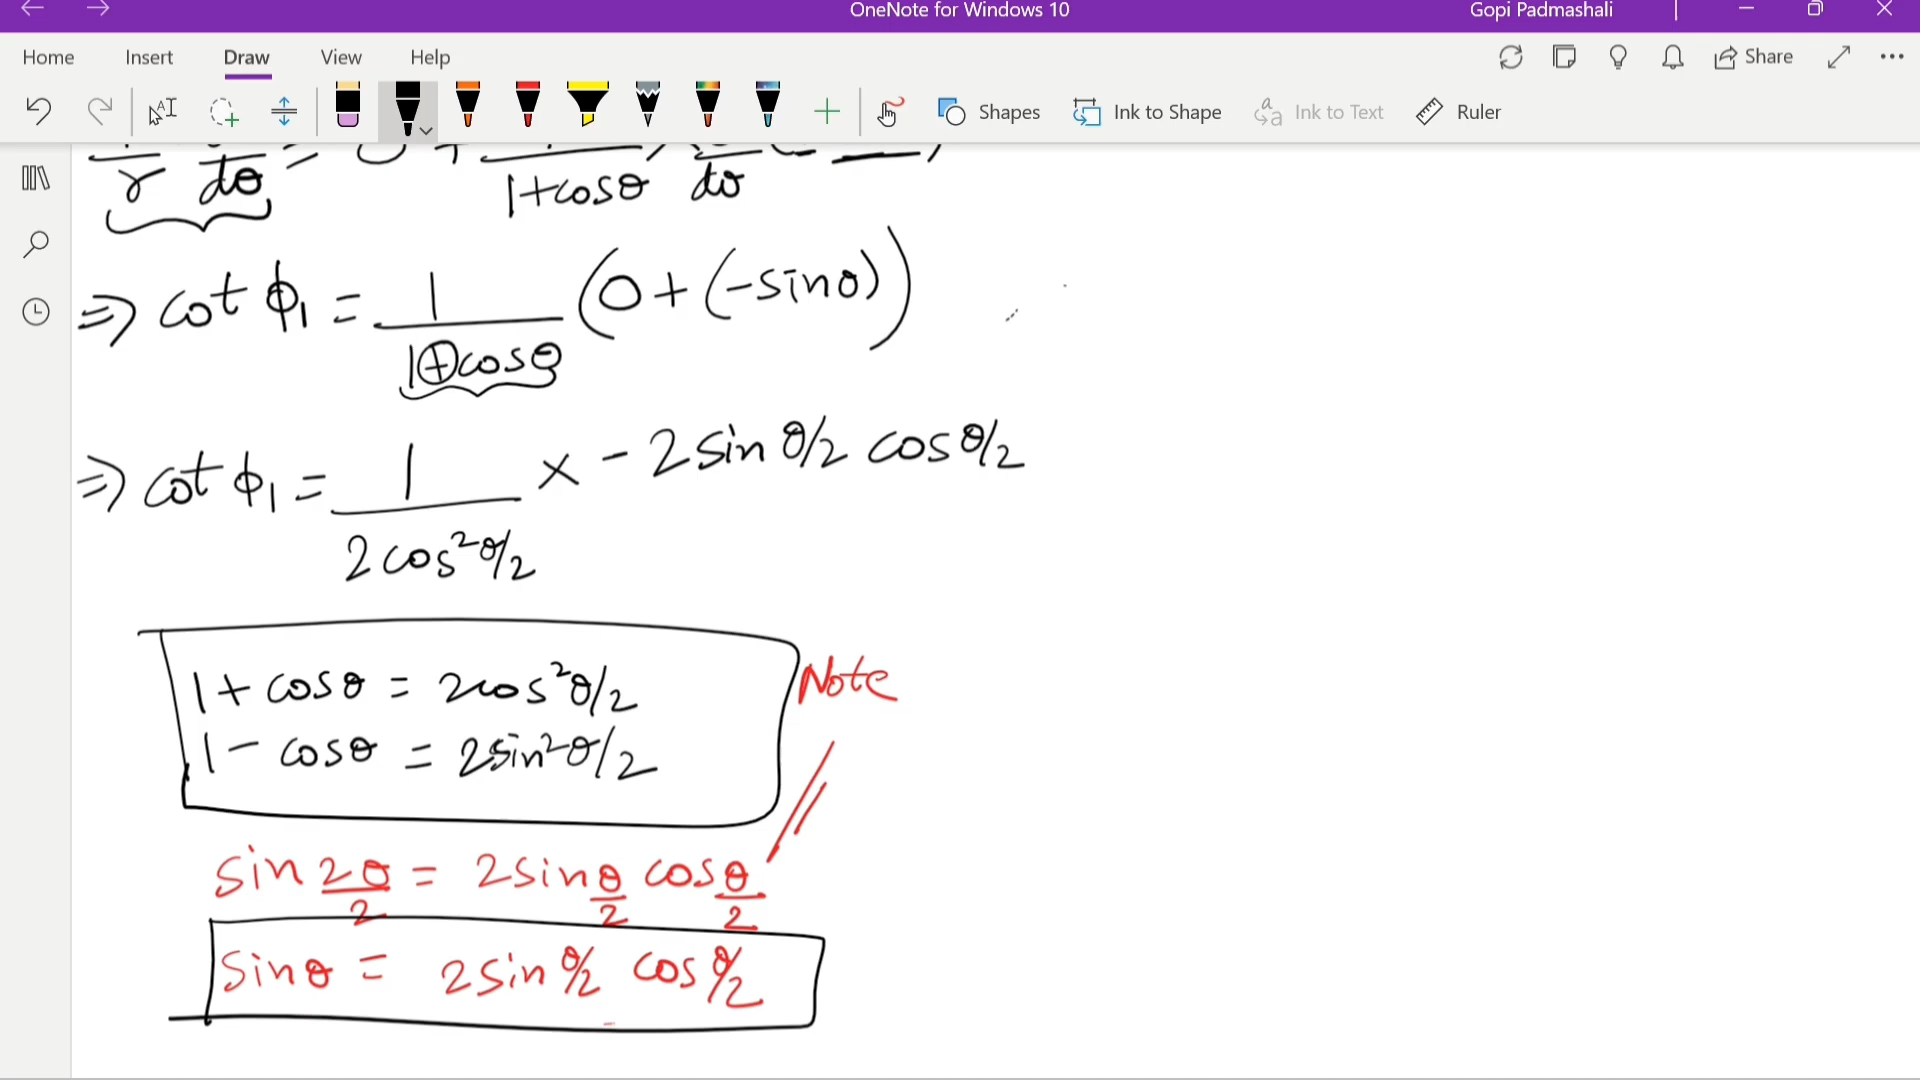 OneNote for Windows 10
Gopi Padmashali
Home Insert Draw View Help
Share
Shapes Ink to Shape Ink to Text Ruler
r dθ = 0 + 1+cosθ dθ
⇒ cot φ₁ = 1/(1+cosθ) (0+(-sinθ))
⇒ cot φ₁ = 1/(2cos²θ/2) × -2sin θ/2 cos θ/2
1+cosθ = 2cos²θ/2
Note
1-cosθ = 2sin²θ/2
sin 2θ/2 = 2sin θ/2 cos θ/2
sinθ = 2sin θ/2 cos θ/2